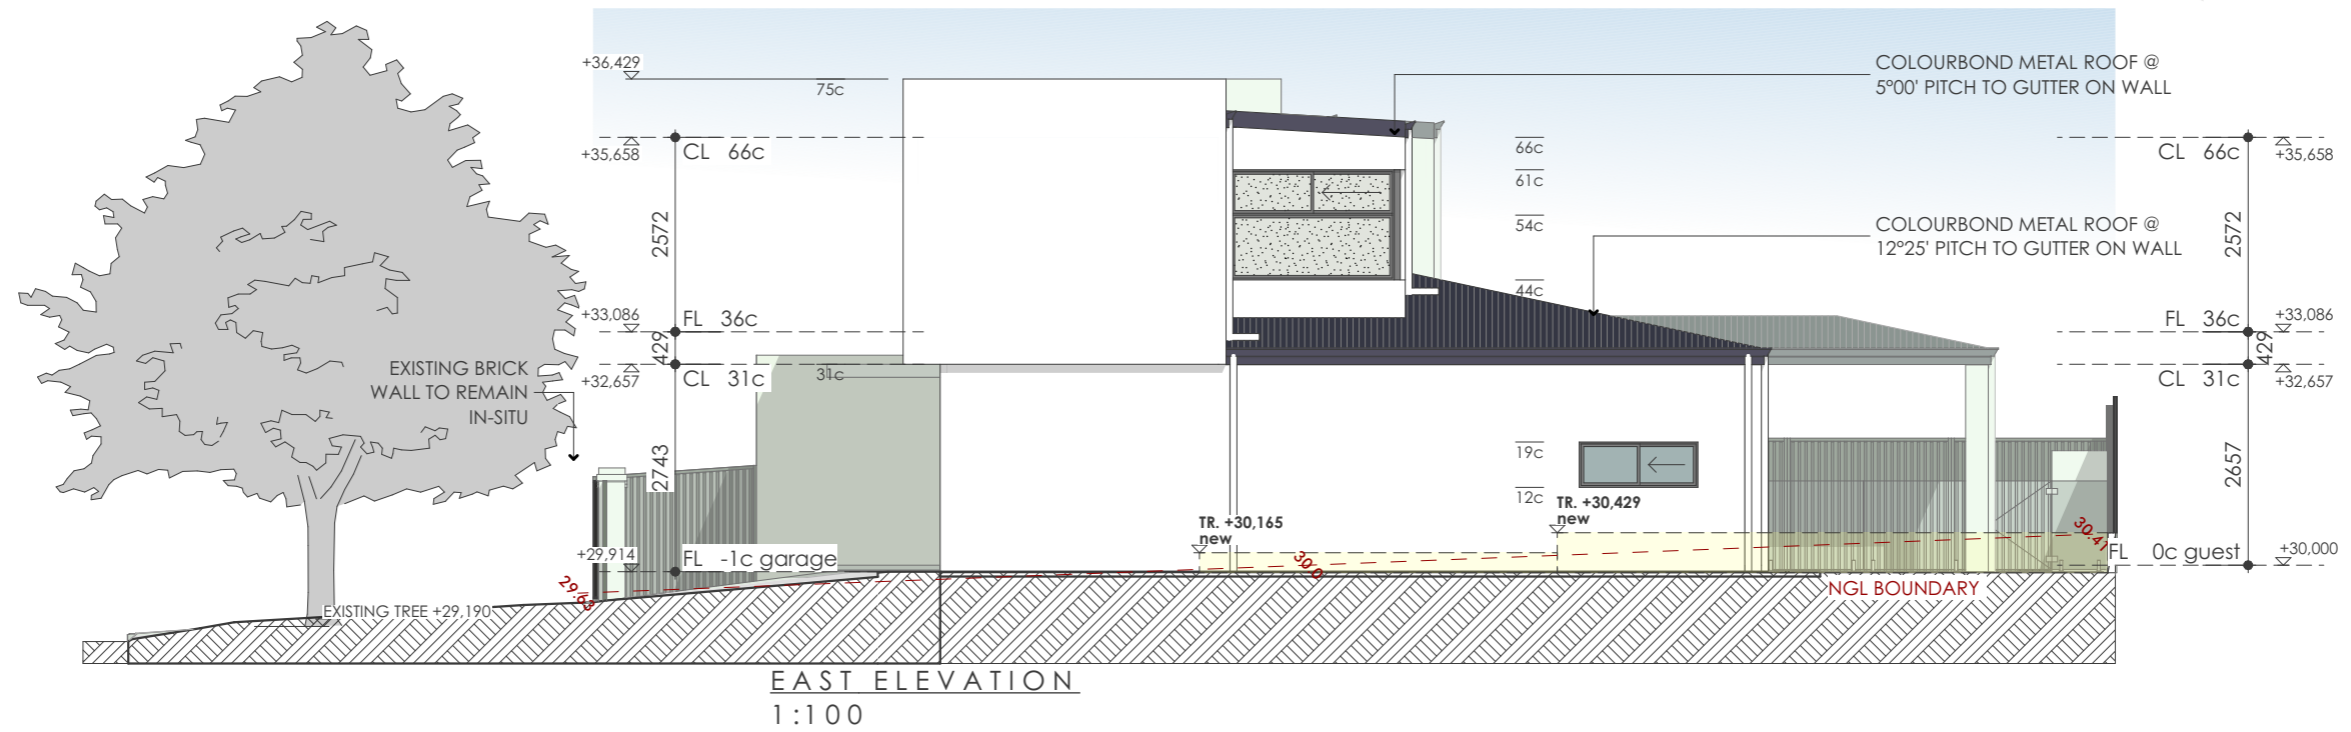 +36,429
75c
COLOURBOND METAL ROOF @
5°00' PITCH TO GUTTER ON WALL
+35,658
CL 66c
66c
CL 66c
+35,658
61c
54c
2572
2572
COLOURBOND METAL ROOF @
12°25' PITCH TO GUTTER ON WALL
44c
+33,086
FL 36c
FL 36c
+33,086
429
429
EXISTING BRICK
WALL TO REMAIN
IN-SITU
+32,657
CL 31c
31c
CL 31c
+32,657
2743
2657
19c
12c
TR. +30,165
new
TR. +30,429
new
+29,914
FL -1c garage
30.0
30.41
FL 0c guest
+30,000
29.63
NGL BOUNDARY
EXISTING TREE +29,190
EAST ELEVATION
1:100